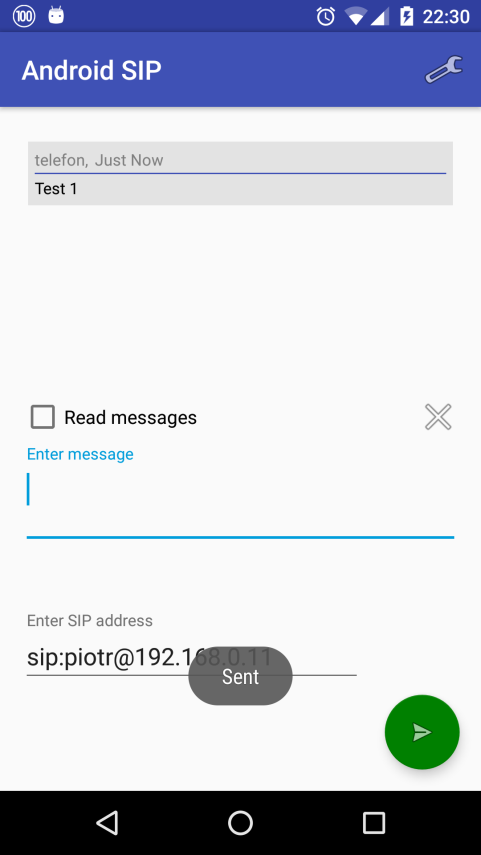 100 22:30
Android SIP
telefon, Just Now
Test 1
Read messages
Enter message
Enter SIP address
sip:piotr@192.168.0.11
Sent